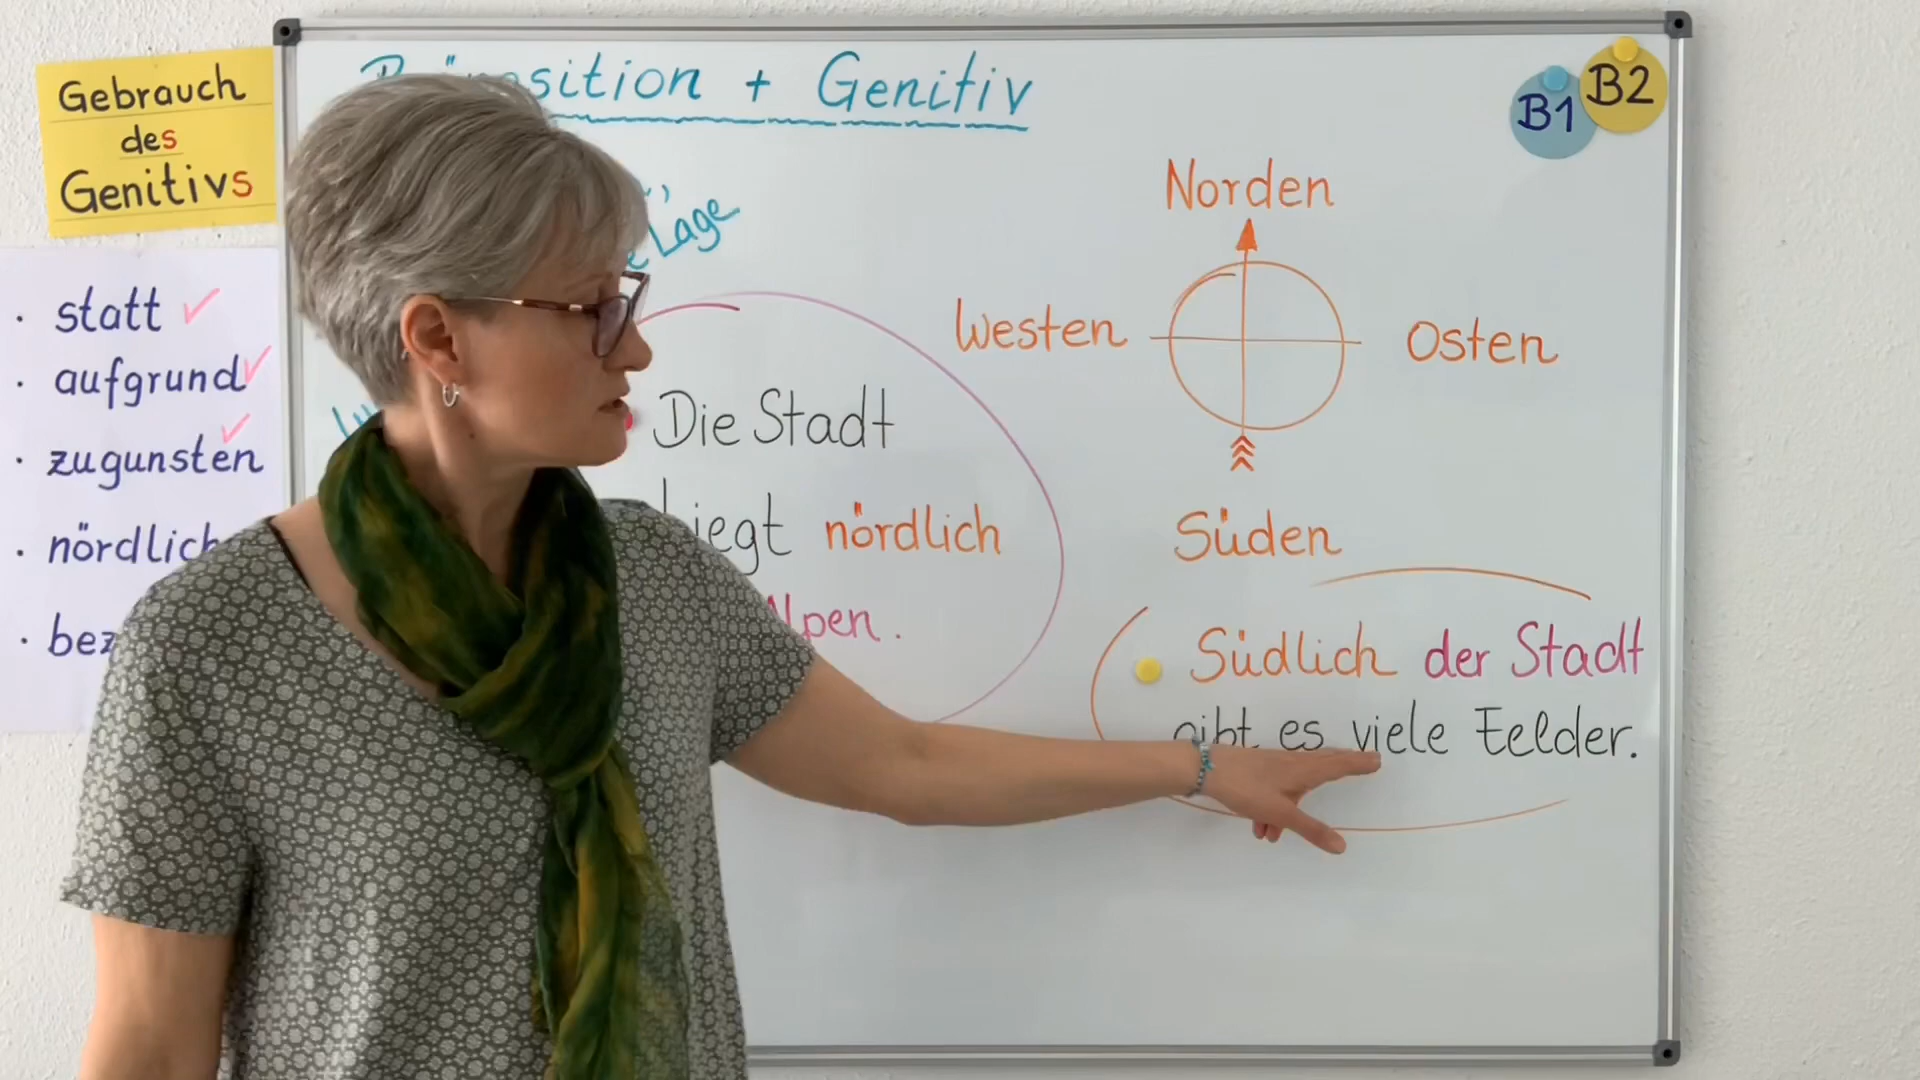 Gebrauch
des
Genitivs
· statt
· aufgrund
· zugunsten
· nördlich
sition + Genitiv
Lage
B1
B2
Norden
Westen
Osten
Süden
Die Stadt
nördlich
Südlich der Stadt
gibt es viele Felder.